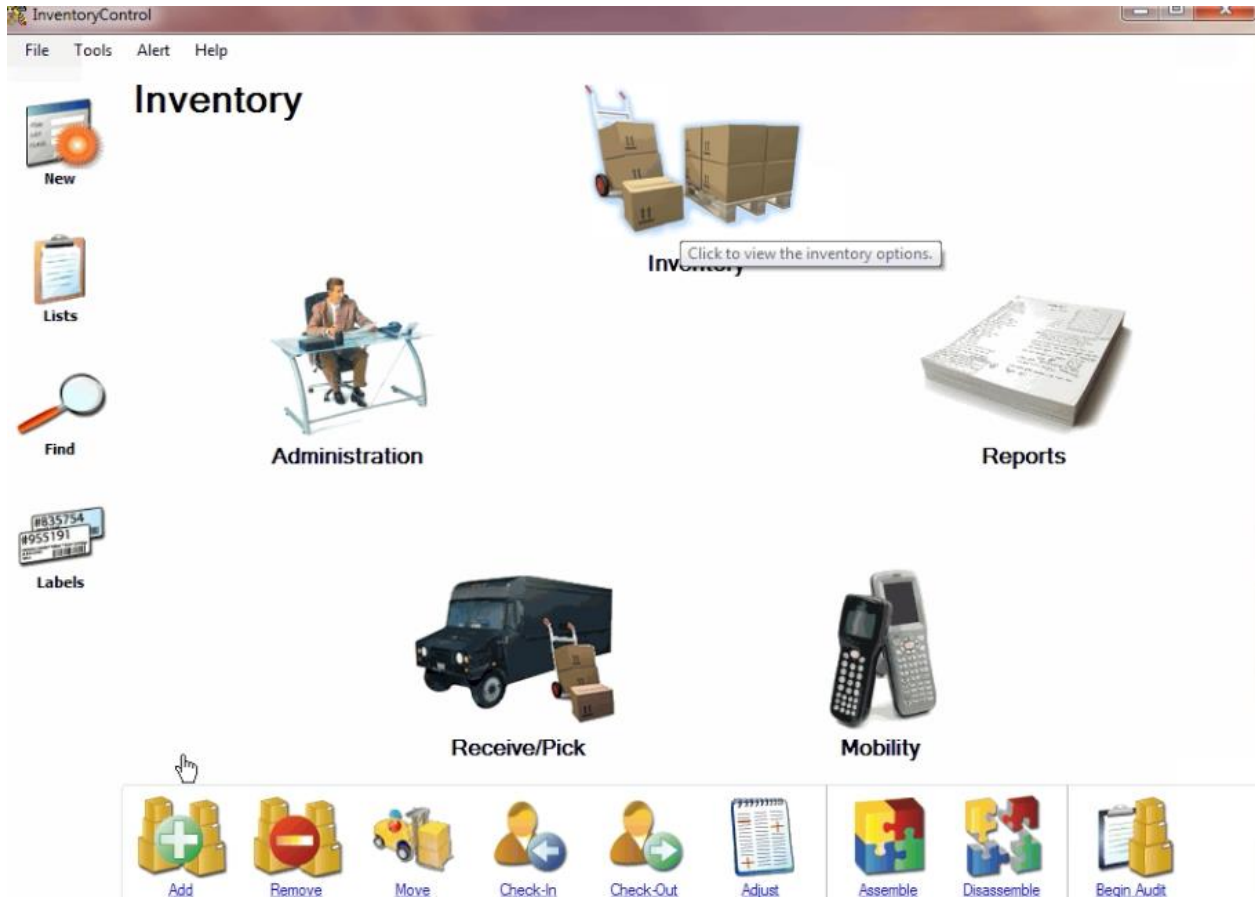 InventoryControl
File Tools Alert Help
Inventory
New
Lists
Find
#835754
#955191
Labels
Inventory
Click to view the inventory options.
Administration
Reports
Receive/Pick
Mobility
Add Remove Move Check-In Check-Out Adjust Assemble Disassemble Begin Audit